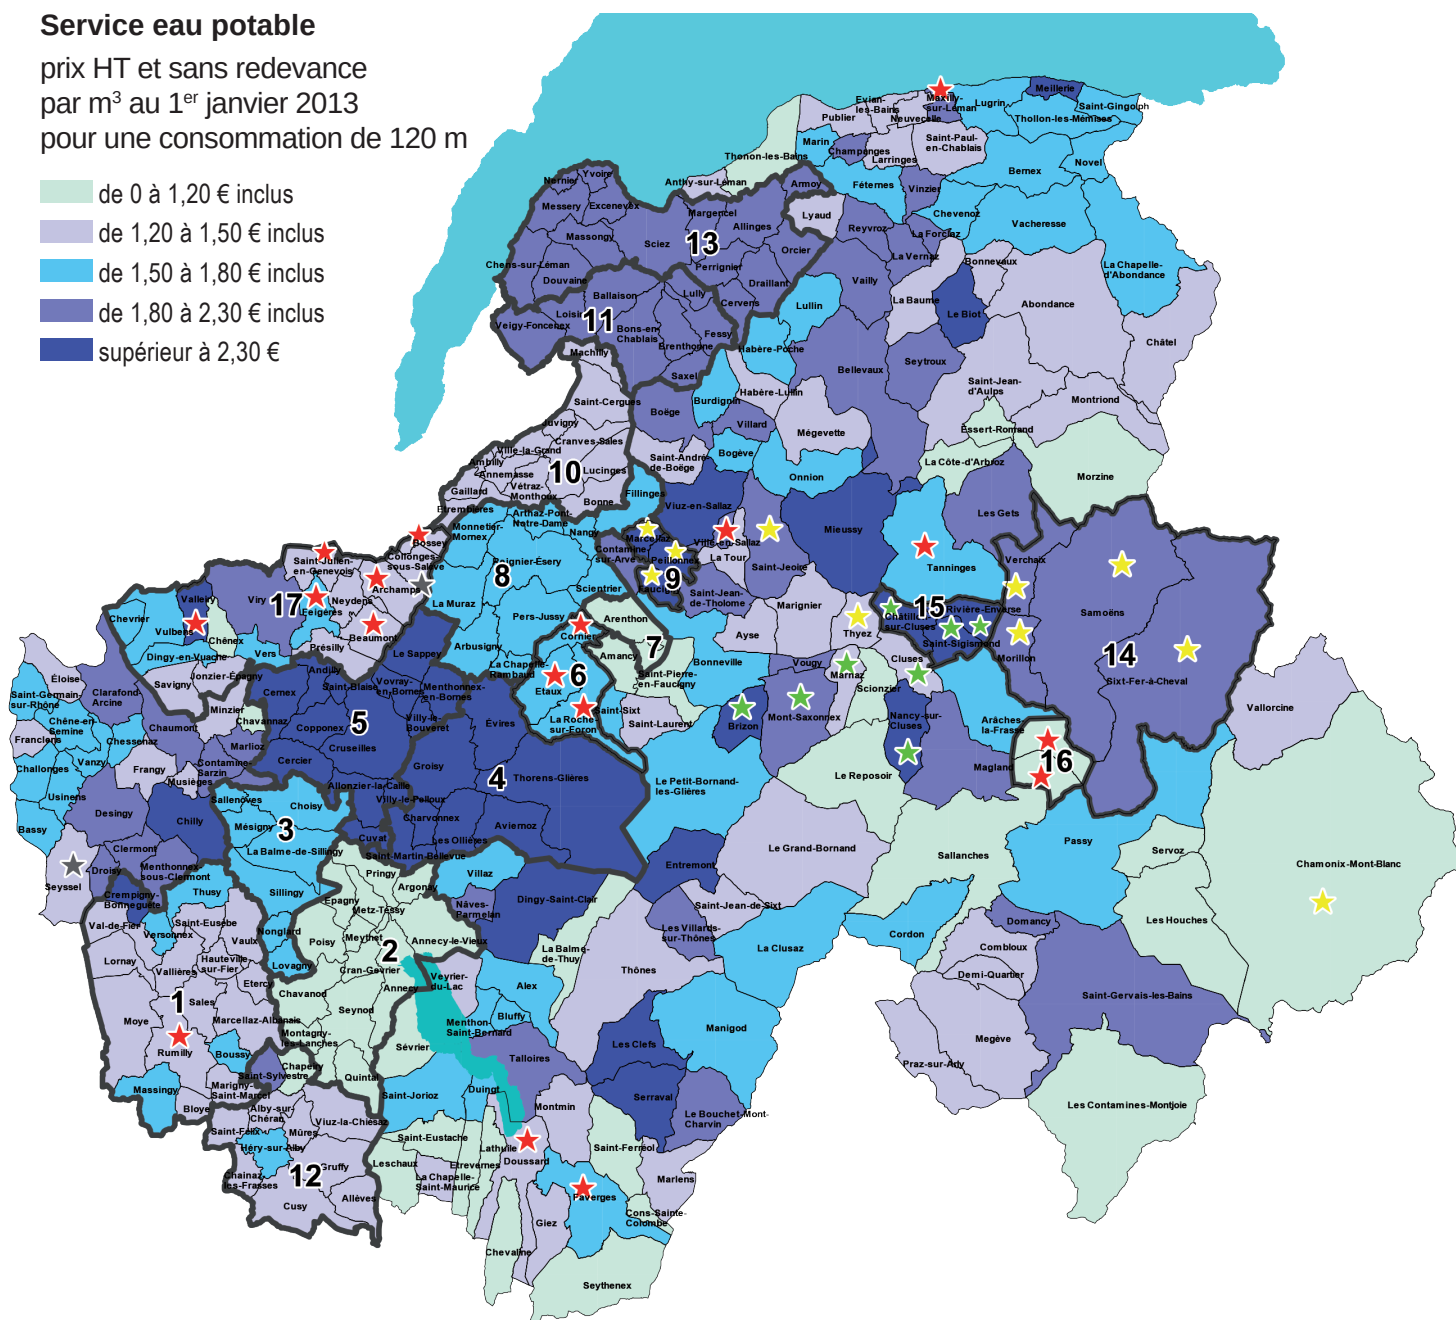 Service eau potable
prix HT et sans redevance
par m³ au 1er janvier 2013
pour une consommation de 120 m
de 0 à 1,20 € inclus
de 1,20 à 1,50 € inclus
de 1,50 à 1,80 € inclus
de 1,80 à 2,30 € inclus
supérieur à 2,30 €
Meillerie
Evian-
les-Bains
Maxilly-
sur-Léman
Lugrin
Saint-Gingolph
Publier
Neuvecelle
Thollon-les-Mémises
Marin
Champanges
Larringes
Saint-Paul-
en-Chablais
Thonon-les-Bains
Novel
Bernex
Anthy-sur-Léman
Armoy
Féternes
Vinzier
Nernier
Yvoire
Messery
Excenevex
Margencel
Lyaud
Chevenoz
Vacheresse
Allinges
Reyvroz
La Forclaz
Massongy
Sciez
13
Orcier
La Vernaz
Bonnevaux
La Chapelle-
d'Abondance
Chens-sur-Léman
Perrignier
Douvaine
Draillant
Vailly
Ballaison
Lully
Cervens
Lullin
La Baume
Abondance
Loisin
11
Le Biot
Veigy-Foncenex
Bons-en-
Chablais
Fessy
Brenthonne
Habère-Poche
Châtel
Machilly
Saxel
Bellevaux
Seytroux
Saint-Jean-
d'Aulps
Habère-Lullin
Burdignin
Montriond
Saint-Cergues
Boëge
Villard
Mégevette
Essert-Romand
Juvigny
Cranves-Sales
Ville-la-Grand
Saint-André-
de-Boëge
Bogève
La Côte-d'Arbroz
Ambilly
Annemasse
10
Lucinges
Onnion
Morzine
Gaillard
Vétraz-
Monthoux
Bonne
Fillinges
Etrembières
Arthaz-Pont-
Notre-Dame
Viuz-en-Sallaz
Les Gets
Monnetier-
Mornex
Nangy
Marcellaz
Ville-en-Sallaz
Mieussy
Bossey
Contamine-
sur-Arve
Peillonnex
La Tour
Verchaix
Collonges-
sous-Salève
Reignier-Ésery
Saint-Jeoire
Tanninges
Saint-Julien-
en-Genevois
8
9
Faucigny
Archamps
Scientrier
Saint-Jean-
de-Tholome
Neydens
Valleiry
Viry
17
Feigères
La Muraz
Pers-Jussy
Arenthon
Marignier
15
Rivière-Enverse
Samoëns
Chevrier
Vulbens
Beaumont
Cornier
Thyez
Châtillon-
sur-Cluses
Saint-Sigismond
Chênex
Présilly
Ayse
Morillon
Dingy-en-Vuache
Vers
Le Sappey
Arbusigny
Amancy
7
14
La Chapelle-
Rambaud
6
Bonneville
Vougy
Marnaz
Cluses
Sixt-Fer-à-Cheval
Éloise
Savigny
Jonzier-Épagny
Andilly
Saint-Blaise
Vovray-
en-Bornes
Menthonnex-
en-Bornes
Etaux
Saint-Pierre-
en-Faucigny
Scionzier
Saint-Germain-
sur-Rhône
Clarafond-
Arcine
Cernex
Minzier
Chavannaz
5
Villy-le-
Bouveret
Évires
La Roche-
sur-Foron
Saint-Sixt
Saint-Laurent
Brizon
Mont-Saxonnex
Nancy-sur-
Cluses
Arâches-
la-Frasse
Vallorcine
Chêne-en-
Semine
Chaumont
Copponex
Franclens
Chessenaz
Marlioz
Cruseilles
Vanzy
Contamine-
Sarzin
Cercier
Groisy
16
Challonges
Frangy
Musièges
Allonzier-la-Caille
4
Thorens-Glières
Le Petit-Bornand-
les-Glières
Le Reposoir
Magland
Usinens
Sallenôves
Choisy
Villy-le-Pelloux
Desingy
Chilly
Mésigny
3
Charvonnex
Aviernoz
Bassy
Cuvat
Les Ollières
Passy
Clermont
La Balme-de-Sillingy
Saint-Martin-Bellevue
Entremont
Le Grand-Bornand
Sallanches
Servoz
Chamonix-Mont-Blanc
Seyssel
Droisy
Menthonnex-
sous-Clermont
Pringy
Villaz
Crempigny-
Bonneguête
Thusy
Sillingy
Argonay
Epagny
Nâves-
Parmelan
Dingy-Saint-Clair
Saint-Jean-de-Sixt
Les Houches
Val-de-Fier
Saint-Eusèbe
Metz-Tessy
Versonnex
Nonglard
Poisy
Meythet
2
Annecy-le-Vieux
Les Villards-
sur-Thônes
Cordon
Domancy
Vaulx
La Balme-
de-Thuy
La Clusaz
Combloux
Lornay
Hauteville-
sur-Fier
Lovagny
Cran-Gevrier
Thônes
Demi-Quartier
Vallières
Etercy
Annecy
Veyrier-
du-Lac
Alex
Saint-Gervais-les-Bains
1
Sales
Chavanod
Seynod
Moye
Marcellaz-Albanais
Bluffy
Manigod
Menthon-
Saint-Bernard
Montagny-
les-Lanches
Sévrier
Les Clefs
Megève
Rumilly
Boussy
Talloires
Praz-sur-Arly
Chapeiry
Saint-Sylvestre
Quintal
Massingy
Marigny-
Saint-Marcel
Saint-Jorioz
Duingt
Serraval
Les Contamines-Montjoie
Bloye
Alby-sur-
Chéran
Montmin
Le Bouchet-Mont-
Charvin
Viuz-la-Chiésaz
Saint-Félix
Mûres
Saint-Eustache
Héry-sur-Alby
Lathuile
Saint-Ferréol
Gruffy
Leschaux
Etrevernes
Doussard
Chainaz-
les-Frasses
12
La Chapelle-
Saint-Maurice
Marlens
Allèves
Faverges
Cusy
Giez
Cons-Sainte-
Colombe
Chevaline
Seythenex